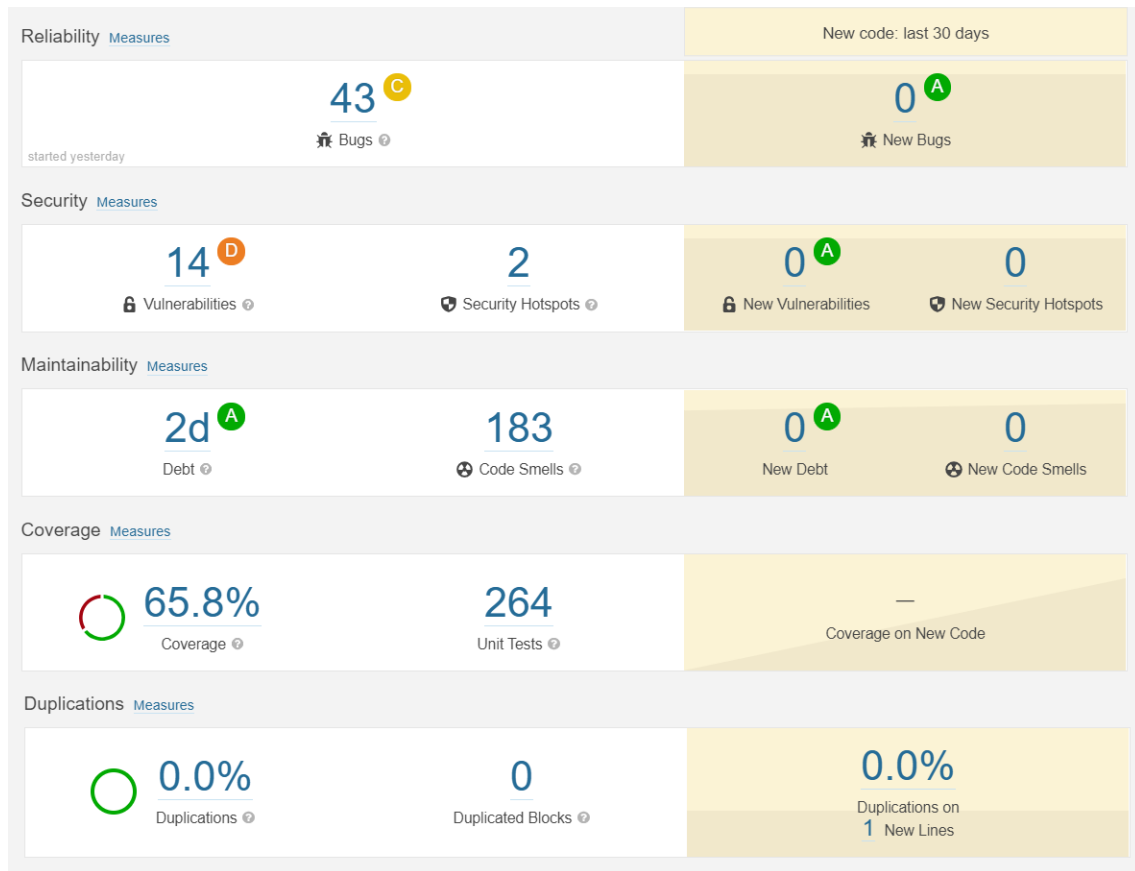 Reliability Measures
New code: last 30 days
43 C
0 A
Bugs ?
New Bugs
started yesterday
Security Measures
14 D
2
0 A
0
Vulnerabilities ?
Security Hotspots ?
New Vulnerabilities
New Security Hotspots
Maintainability Measures
2d A
183
0 A
0
Debt ?
Code Smells ?
New Debt
New Code Smells
Coverage Measures
65.8%
264
—
Coverage ?
Unit Tests ?
Coverage on New Code
Duplications Measures
0.0%
0
0.0%
Duplications ?
Duplicated Blocks ?
Duplications on
1 New Lines